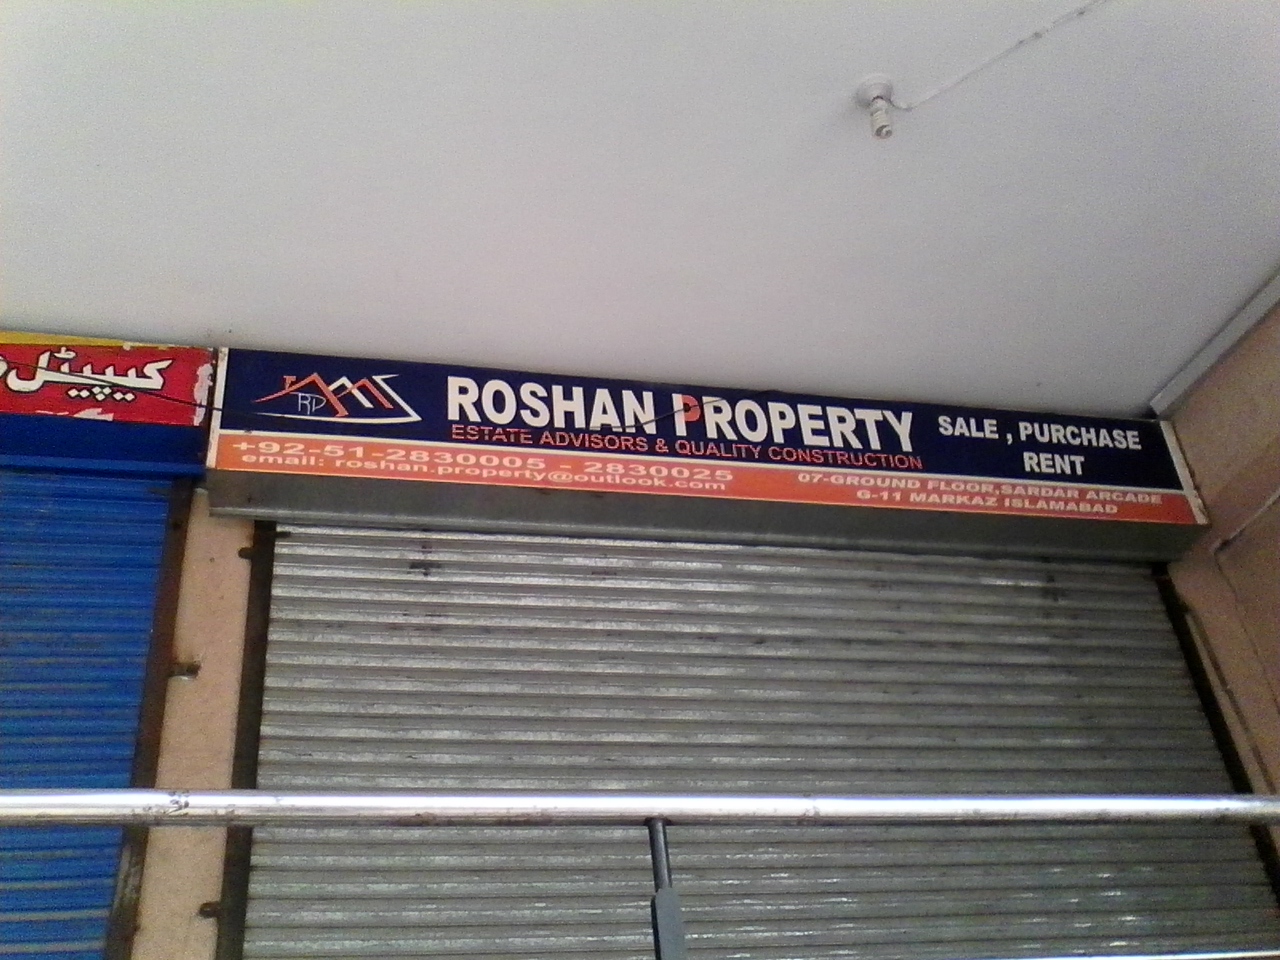 کیپیٹل
RP
ROSHAN PROPERTY
ESTATE ADVISORS & QUALITY CONSTRUCTION
SALE , PURCHASE
RENT
+92-51-2830005 - 2830025
email: roshan.property@outlook.com
07-GROUND FLOOR,SARDAR ARCADE
G-11 MARKAZ ISLAMABAD